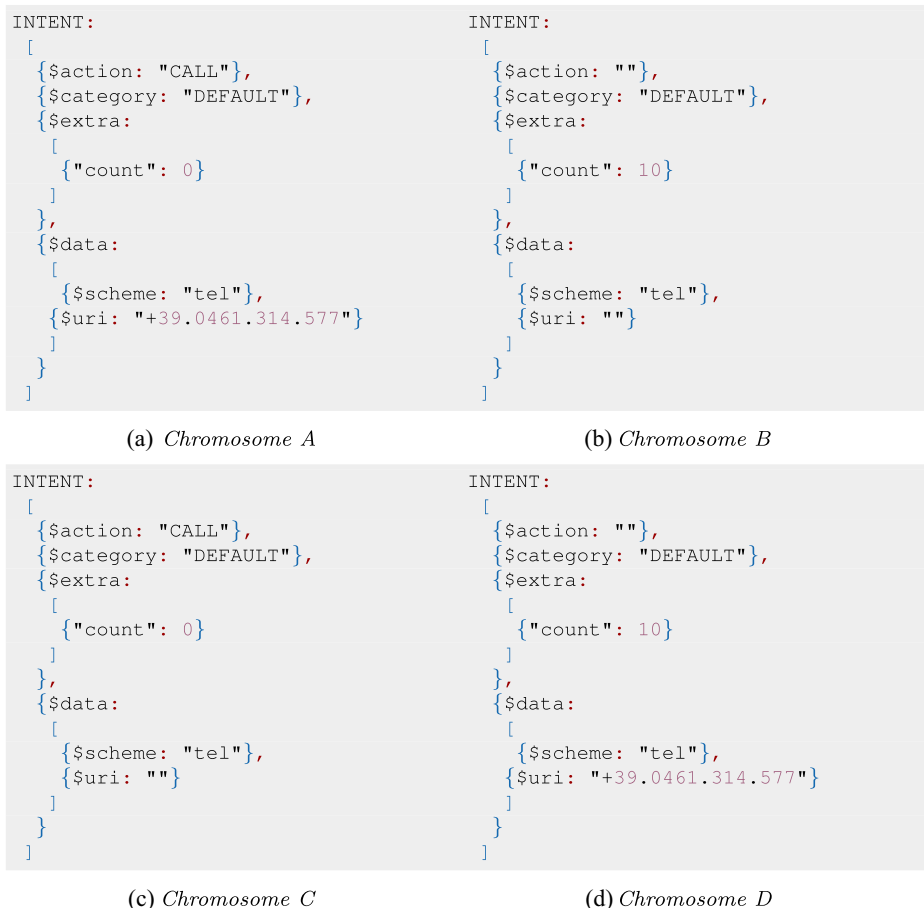 INTENT:
[
{$action: "CALL"},
{$category: "DEFAULT"},
{$extra:
[
{"count": 0}
]
},
{$data:
[
{$scheme: "tel"},
{$uri: "+39.0461.314.577"}
]
}
]
(a) Chromosome A
INTENT:
[
{$action: ""},
{$category: "DEFAULT"},
{$extra:
[
{"count": 10}
]
},
{$data:
[
{$scheme: "tel"},
{$uri: ""}
]
}
]
(b) Chromosome B
INTENT:
[
{$action: "CALL"},
{$category: "DEFAULT"},
{$extra:
[
{"count": 0}
]
},
{$data:
[
{$scheme: "tel"},
{$uri: ""}
]
}
]
(c) Chromosome C
INTENT:
[
{$action: ""},
{$category: "DEFAULT"},
{$extra:
[
{"count": 10}
]
},
{$data:
[
{$scheme: "tel"},
{$uri: "+39.0461.314.577"}
]
}
]
(d) Chromosome D